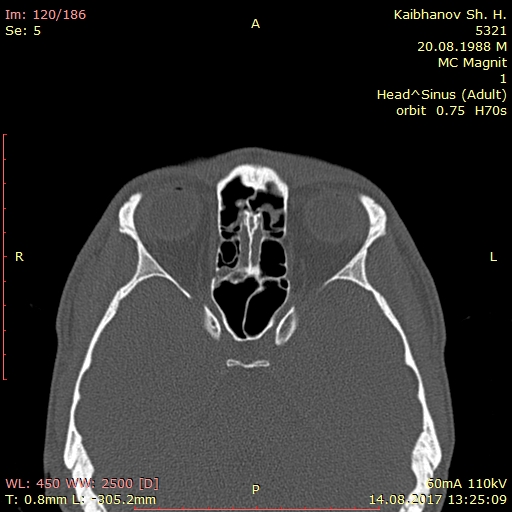 Im: 120/186
Se: 5
A
Kaibhanov Sh. H.
5321
20.08.1988 M
MC Magnit
1
Head^Sinus (Adult)
orbit 0.75 H70s
R
L
WL: 450 WW: 2500 [D]
T: 0.8mm L: -305.2mm
P
60mA 110kV
14.08.2017 13:25:09